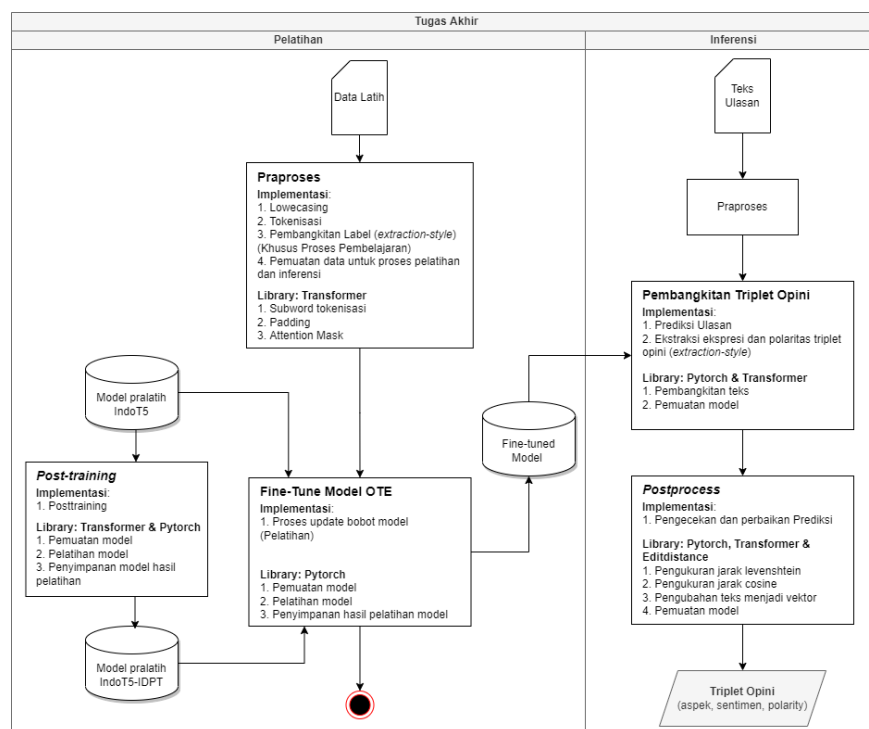 Tugas Akhir
Pelatihan
Inferensi
Data Latih
Praproses
Implementasi:
1. Lowecasing
2. Tokenisasi
3. Pembangkitan Label (extraction-style)
(Khusus Proses Pembelajaran)
4. Pemuatan data untuk proses pelatihan
dan inferensi
Library: Transformer
1. Subword tokenisasi
2. Padding
3. Attention Mask
Model pralatih
IndoT5
Post-training
Implementasi:
1. Posttraining
Library: Transformer & Pytorch
1. Pemuatan model
2. Pelatihan model
3. Penyimpanan model hasil
pelatihan
Model pralatih
IndoT5-IDPT
Fine-Tune Model OTE
Implementasi:
1. Proses update bobot model
(Pelatihan)
Library: Pytorch
1. Pemuatan model
2. Pelatihan model
3. Penyimpanan hasil pelatihan model
Fine-tuned
Model
Teks
Ulasan
Praproses
Pembangkitan Triplet Opini
Implementasi:
1. Prediksi Ulasan
2. Ekstraksi ekspresi dan polaritas triplet
opini (extraction-style)
Library: Pytorch & Transformer
1. Pembangkitan teks
2. Pemuatan model
Postprocess
Implementasi:
1. Pengecekan dan perbaikan Prediksi
Library: Pytorch, Transformer &
Editdistance
1. Pengukuran jarak levenshtein
2. Pengukuran jarak cosine
3. Pengubahan teks menjadi vektor
4. Pemuatan model
Triplet Opini
(aspek, sentimen, polarity)